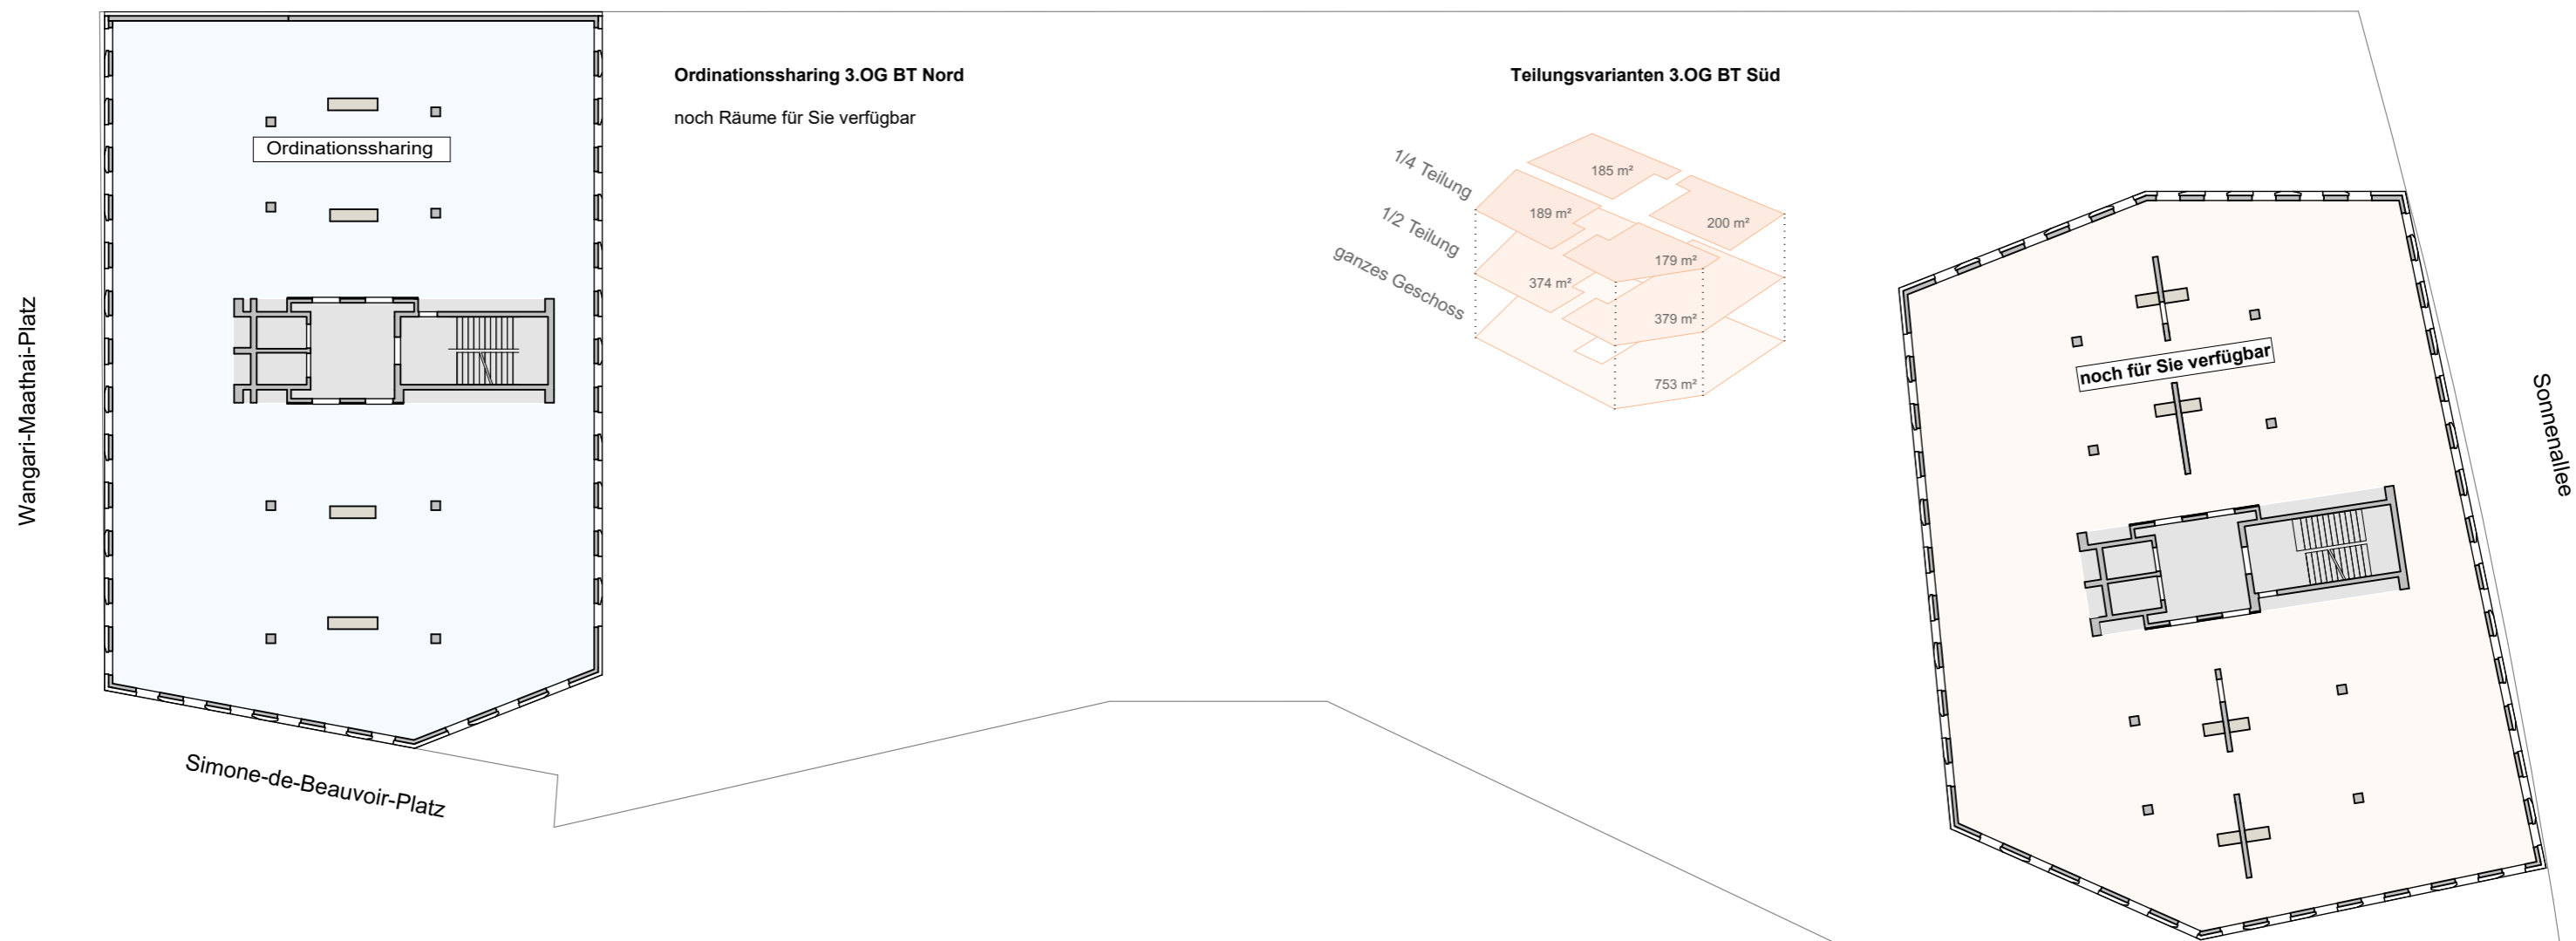 Ordinationssharing 3.OG BT Nord
noch Räume für Sie verfügbar
Teilungsvarianten 3.OG BT Süd
Ordinationssharing
1/4 Teilung
1/2 Teilung
ganzes Geschoss
185 m²
189 m²
200 m²
179 m²
374 m²
379 m²
753 m²
noch für Sie verfügbar
Wangari-Maathai-Platz
Simone-de-Beauvoir-Platz
Sonnenallee